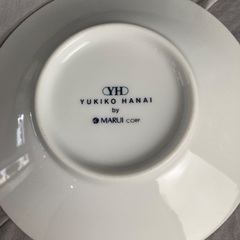 YH
YUKIKO HANAI
by
MARUI CORP.